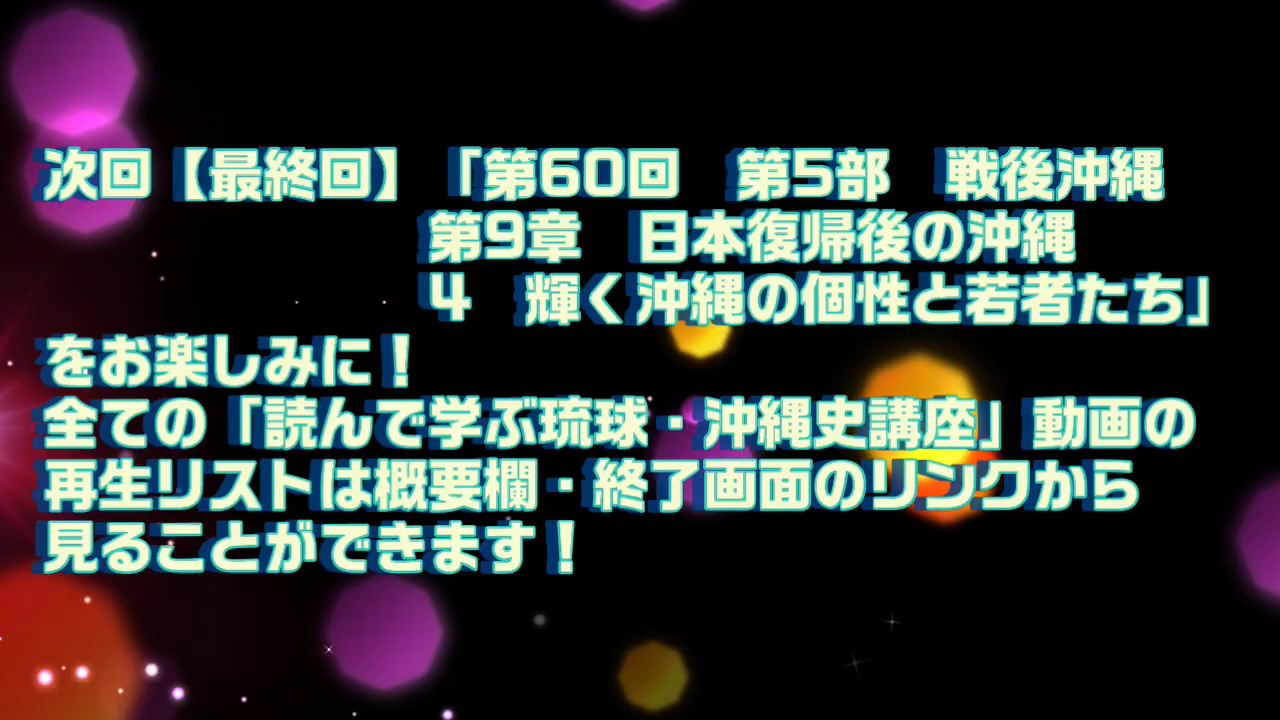 次回【最終回】「第60回　第5部　戦後沖縄
第9章　日本復帰後の沖縄
4　輝く沖縄の個性と若者たち」
をお楽しみに！
全ての「読んで学ぶ琉球・沖縄史講座」動画の
再生リストは概要欄・終了画面のリンクから
見ることができます！